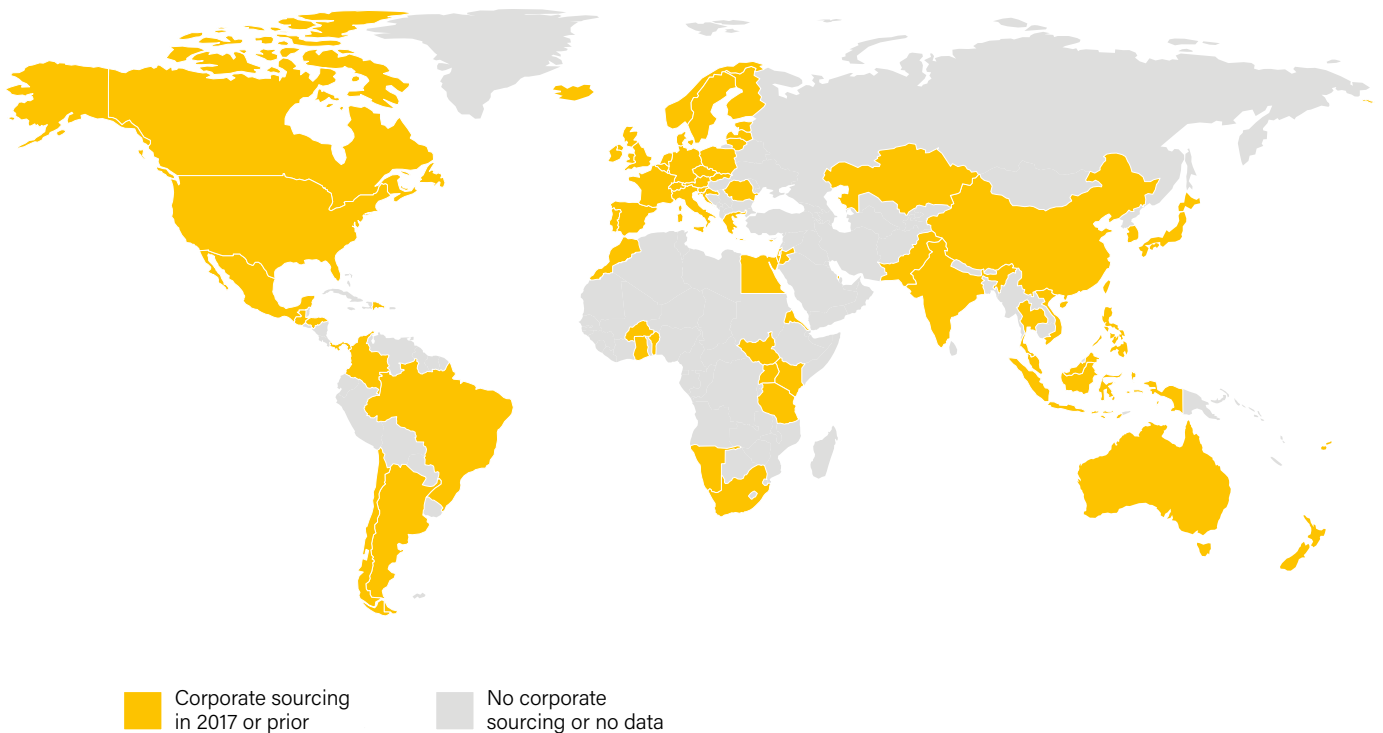 Corporate sourcing
in 2017 or prior
No corporate
sourcing or no data